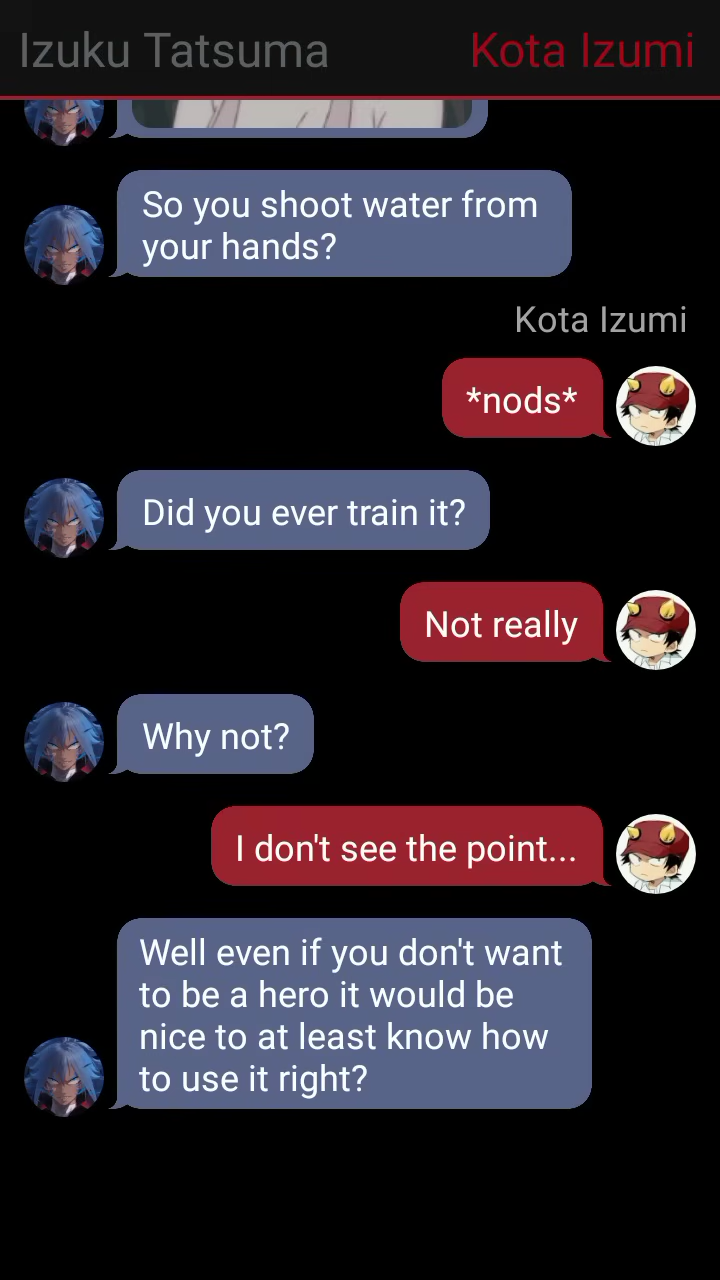 Izuku Tatsuma
Kota Izumi
So you shoot water from
your hands?
Kota Izumi
*nods*
Did you ever train it?
Not really
Why not?
I don't see the point...
Well even if you don't want
to be a hero it would be
nice to at least know how
to use it right?